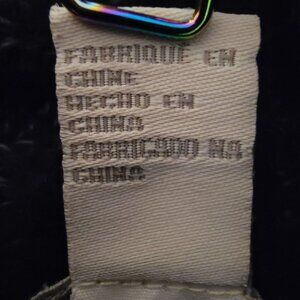 FABRIQUE EN
CHINE
HECHO EN
CHINA
FABRICADO NA
CHINA